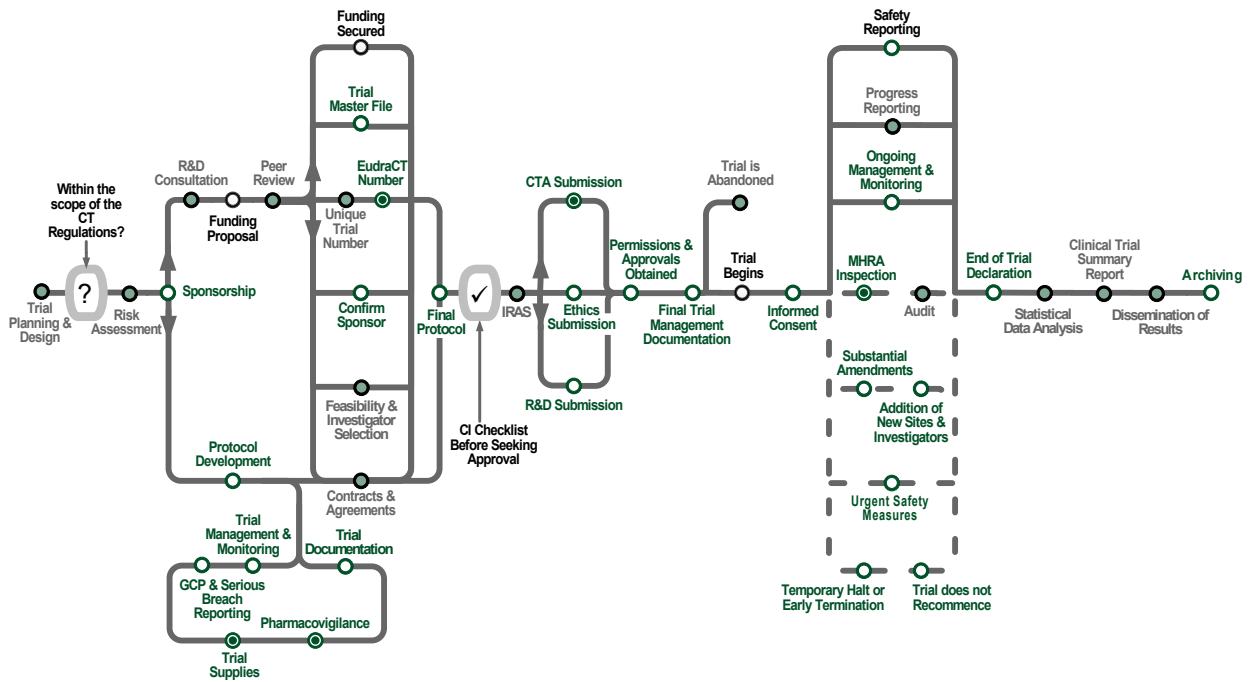 Funding
Secured
Safety
Reporting
Trial
Master File
Progress
Reporting
R&D
Consultation
Peer
Review
EudraCT
Number
CTA Submission
Trial is
Abandoned
Ongoing
Management &
Monitoring
Within the
scope of the
CT
Regulations?
Funding
Proposal
Unique
Trial
Number
Permissions &
Approvals
Obtained
Trial
Begins
MHRA
Inspection
End of Trial
Declaration
Clinical Trial
Summary
Report
Archiving
?
Sponsorship
✓
Trial
Planning &
Design
Risk
Assessment
Confirm
Sponsor
Final
Protocol
IRAS
Ethics
Submission
Final Trial
Management
Documentation
Informed
Consent
Audit
Statistical
Data Analysis
Dissemination of
Results
Substantial
Amendments
Feasibility &
Investigator
Selection
R&D Submission
Addition of
New Sites &
Investigators
CI Checklist
Before Seeking
Approval
Protocol
Development
Contracts &
Agreements
Urgent Safety
Measures
Trial
Management &
Monitoring
Trial
Documentation
GCP & Serious
Breach
Reporting
Temporary Halt or
Early Termination
Trial does not
Recommence
Pharmacovigilance
Trial
Supplies